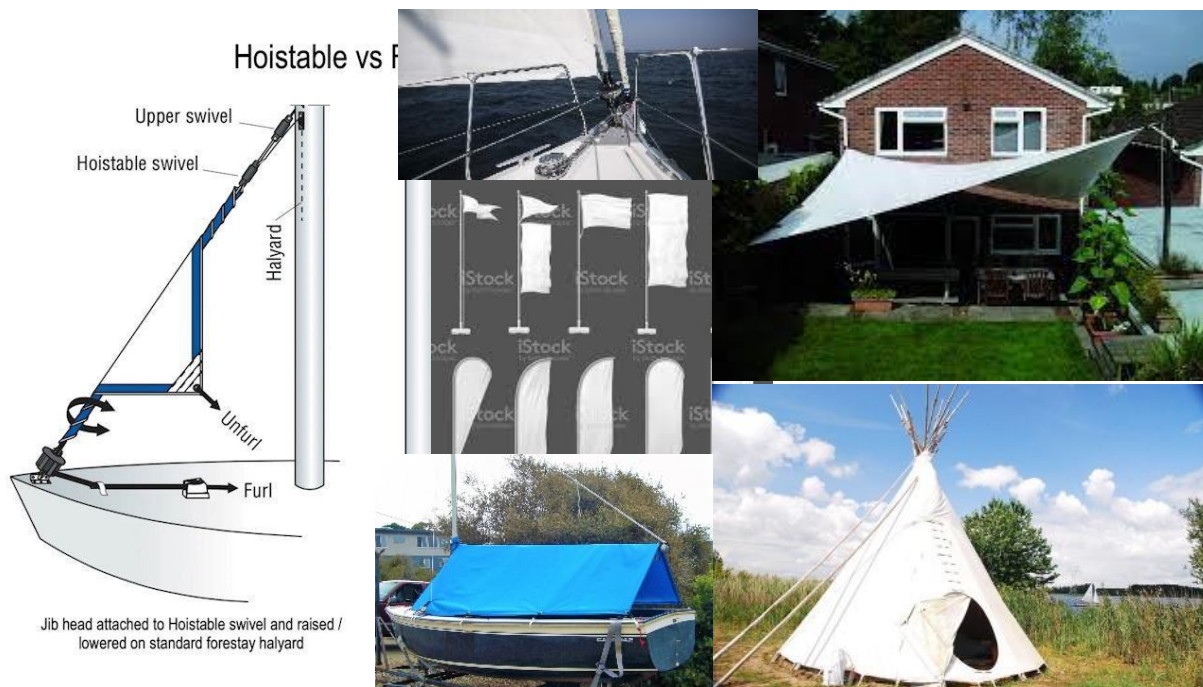 Hoistable vs
Upper swivel
Hoistable swivel
Halyard
Unfurl
Furl
Jib head attached to Hoistable swivel and raised /
lowered on standard forestay halyard
iStock
iStock
iStock
iStock
iStock
iStock